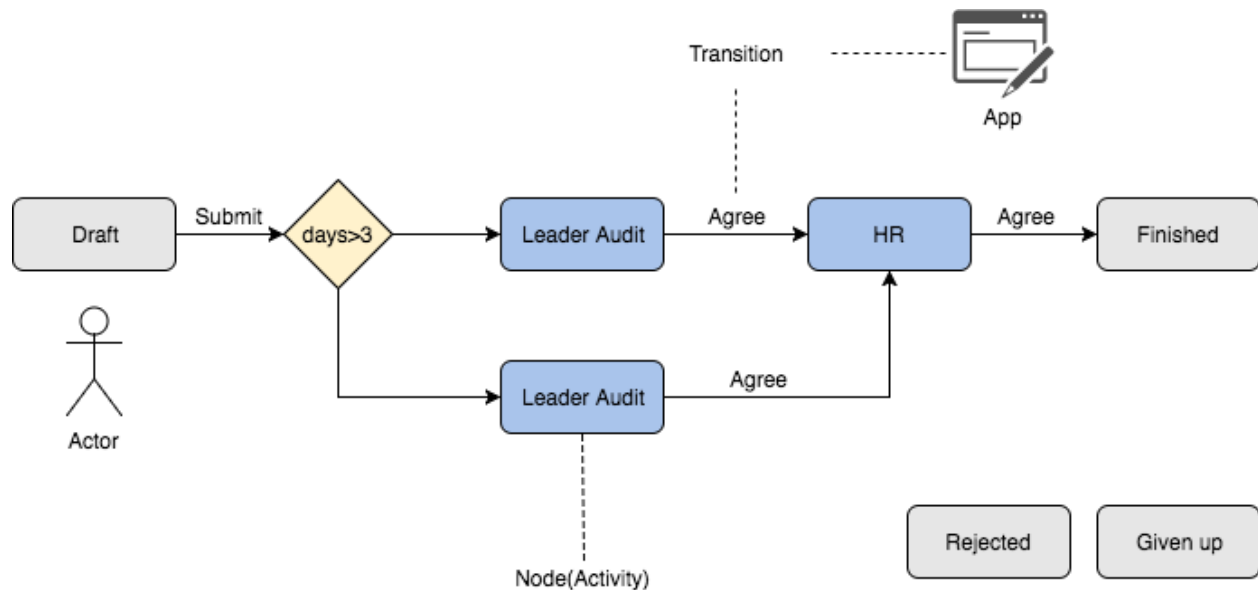 Transition
App
Draft
Submit
days>3
Leader Audit
Agree
HR
Agree
Finished
Leader Audit
Agree
Actor
Rejected
Given up
Node(Activity)